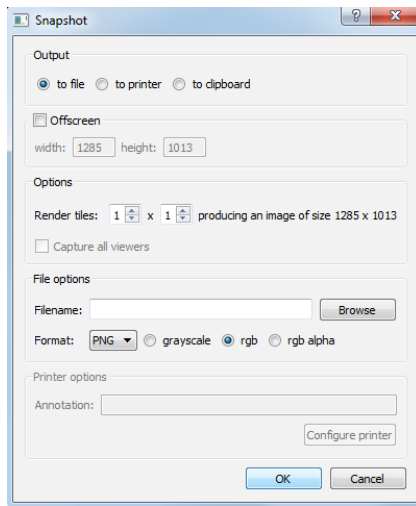 Snapshot
Output
to file to printer to clipboard
Offscreen
width: 1285 height: 1013
Options
Render tiles: 1 x 1 producing an image of size 1285 x 1013
Capture all viewers
File options
Filename: Browse
Format: PNG grayscale rgb rgb alpha
Printer options
Annotation:
Configure printer
OK Cancel